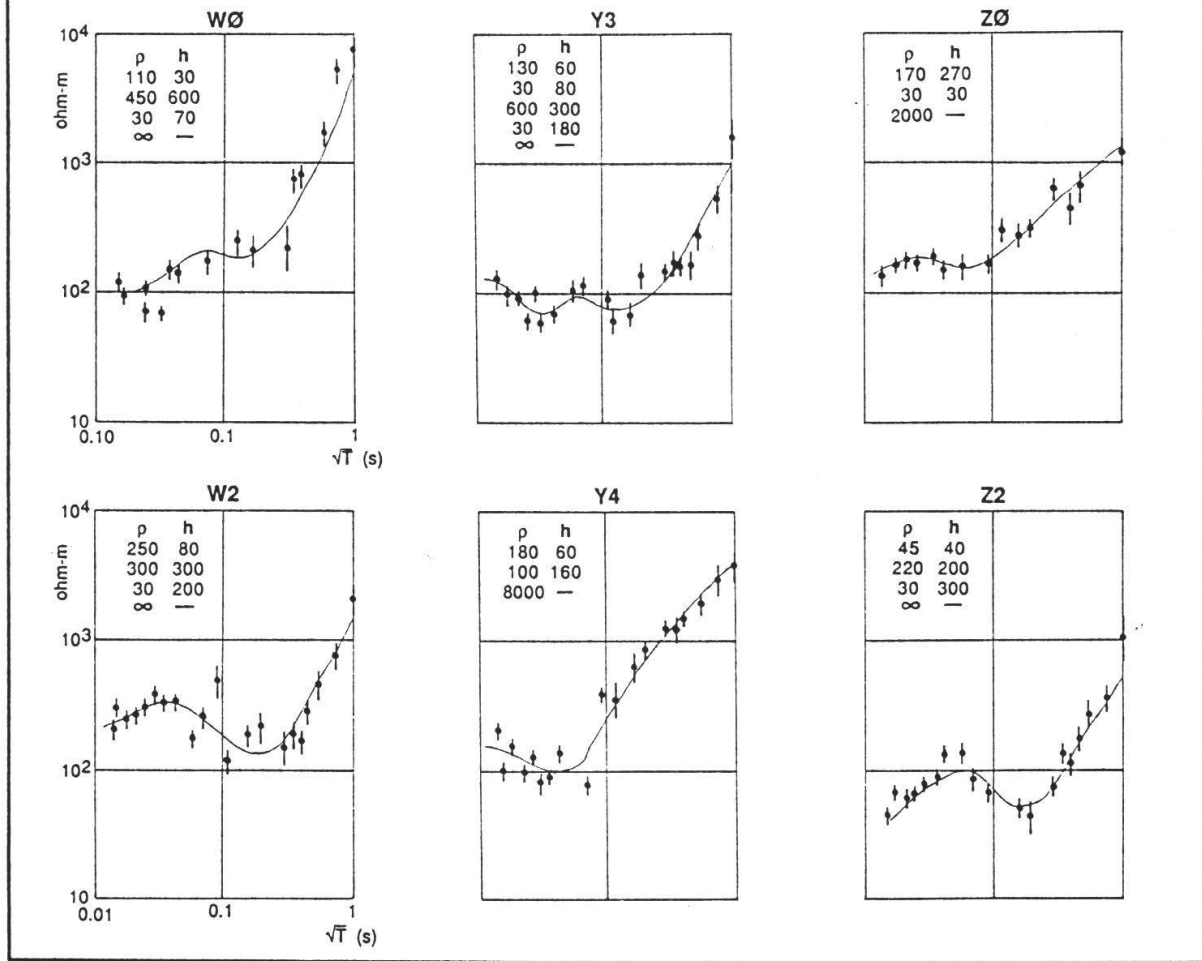 WØ
10⁴
ohm-m
10³
10²
10
0.10
0.1
1
√T (s)
ρ h
110 30
450 600
30 70
∞ —
Y3
ρ h
130 60
30 80
600 300
30 180
∞ —
ZØ
ρ h
170 270
30 30
2000 —
W2
10⁴
ohm-m
10³
10²
10
0.01
0.1
1
√T (s)
ρ h
250 80
300 300
30 200
∞ —
Y4
ρ h
180 60
100 160
8000 —
Z2
ρ h
45 40
220 200
30 300
∞ —